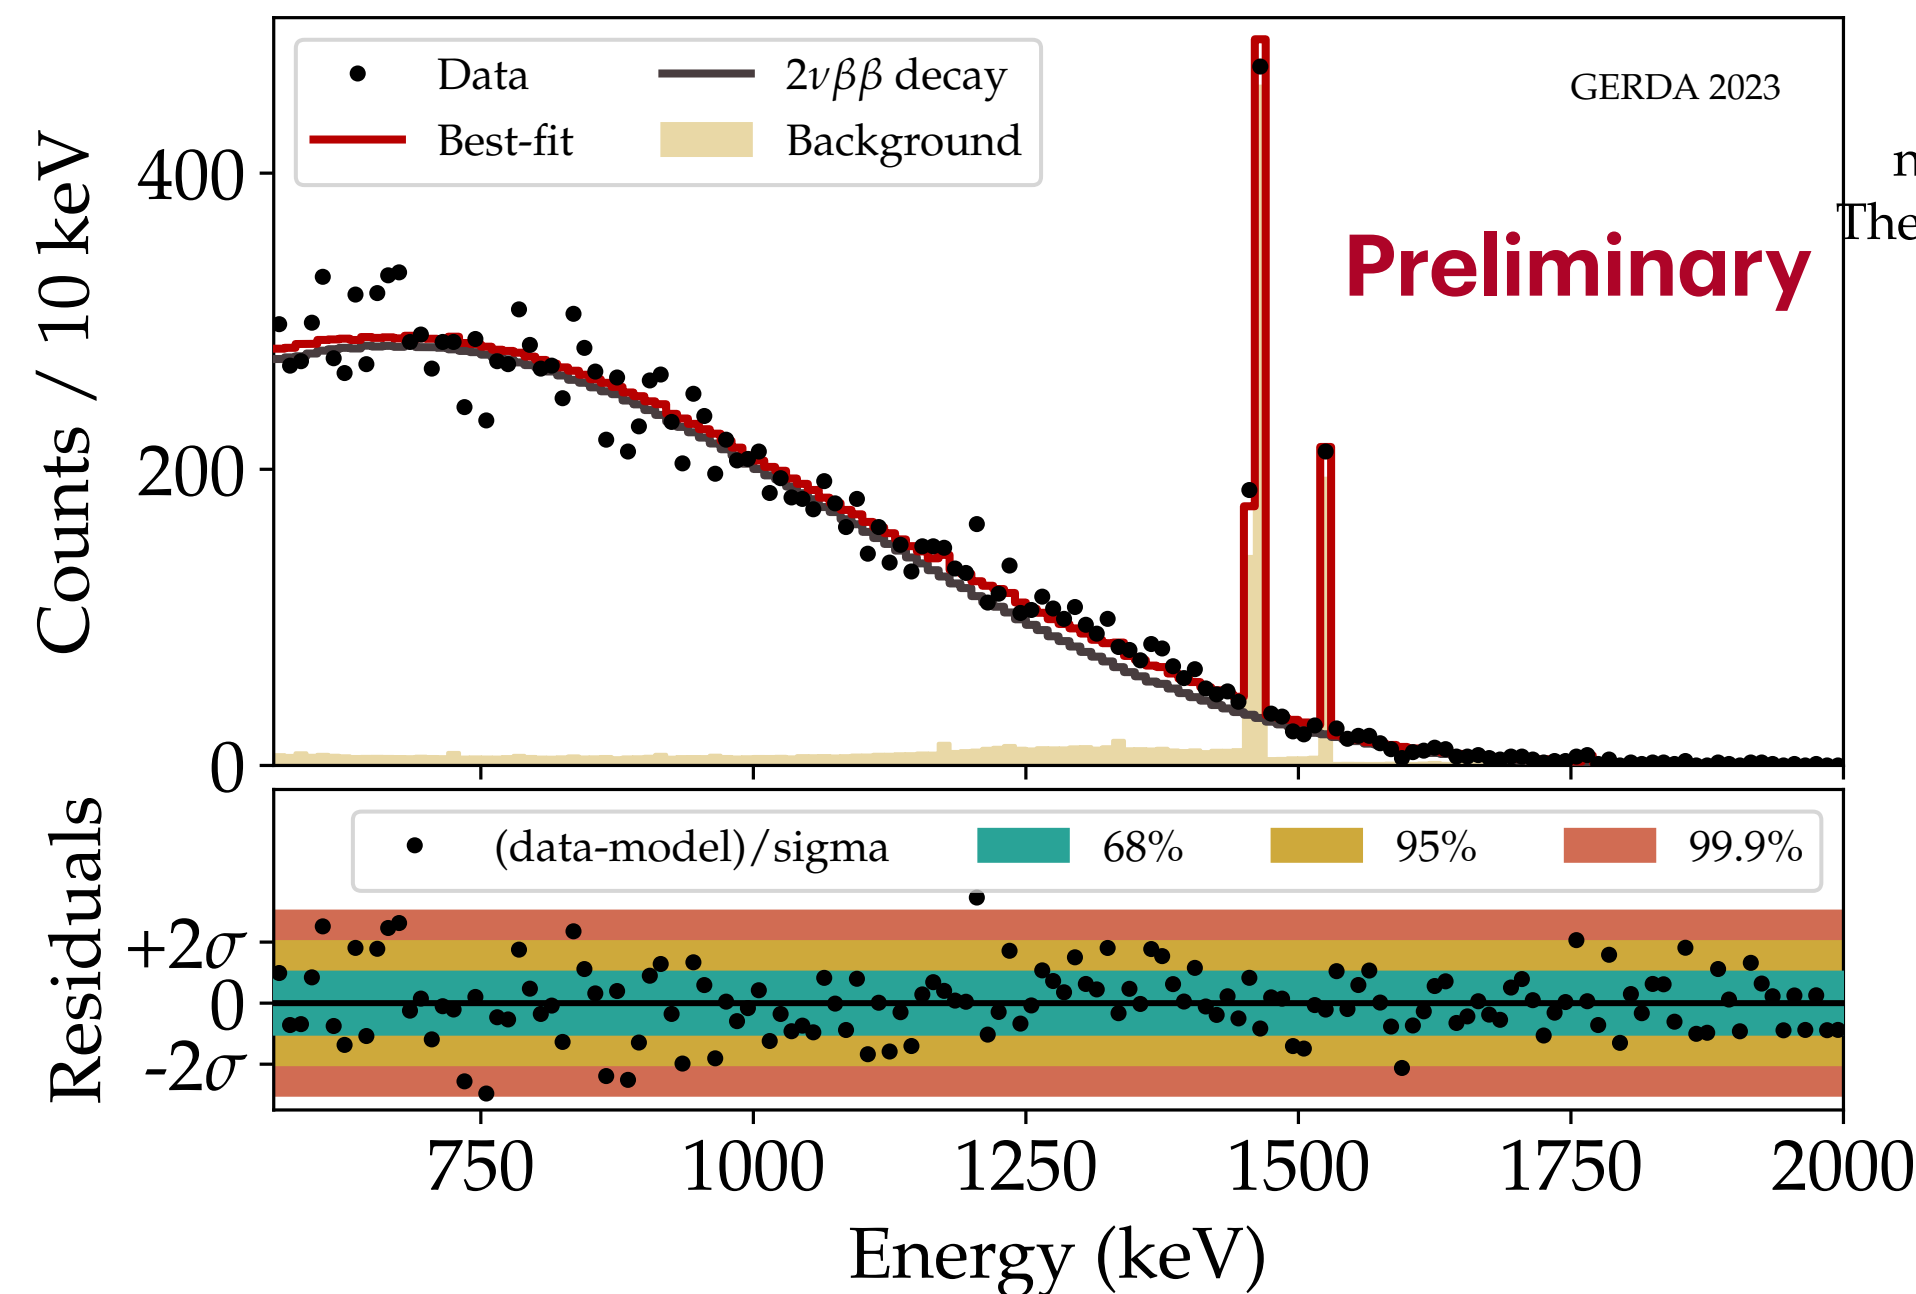 Data
2νββ decay
Best-fit
Background
GERDA 2023
Preliminary
n
The
Counts / 10 keV
400
200
0
(data-model)/sigma
68%
95%
99.9%
Residuals
+2σ
0
-2σ
750 1000 1250 1500 1750 2000
Energy (keV)